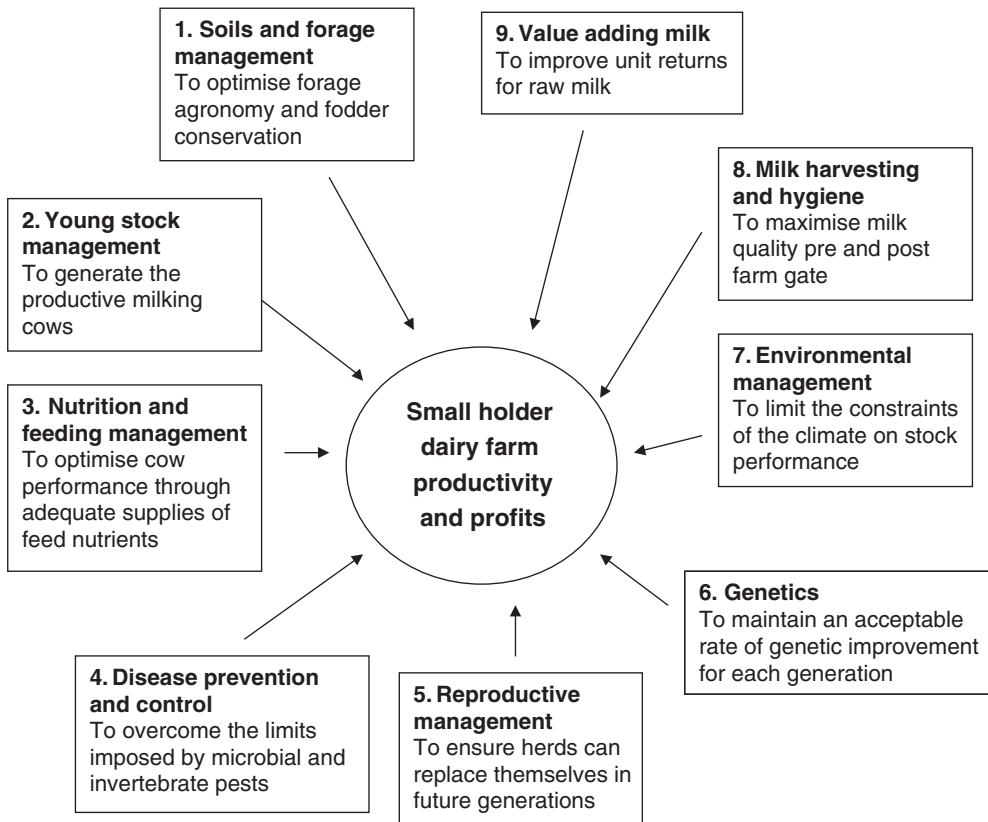 1. Soils and forage
management
To optimise forage
agronomy and fodder
conservation
2. Young stock
management
To generate the
productive milking
cows
3. Nutrition and
feeding management
To optimise cow
performance through
adequate supplies of
feed nutrients
4. Disease prevention
and control
To overcome the limits
imposed by microbial and
invertebrate pests
5. Reproductive
management
To ensure herds can
replace themselves in
future generations
6. Genetics
To maintain an acceptable
rate of genetic improvement
for each generation
7. Environmental
management
To limit the constraints
of the climate on stock
performance
8. Milk harvesting
and hygiene
To maximise milk
quality pre and post
farm gate
9. Value adding milk
To improve unit returns
for raw milk
Small holder
dairy farm
productivity
and profits